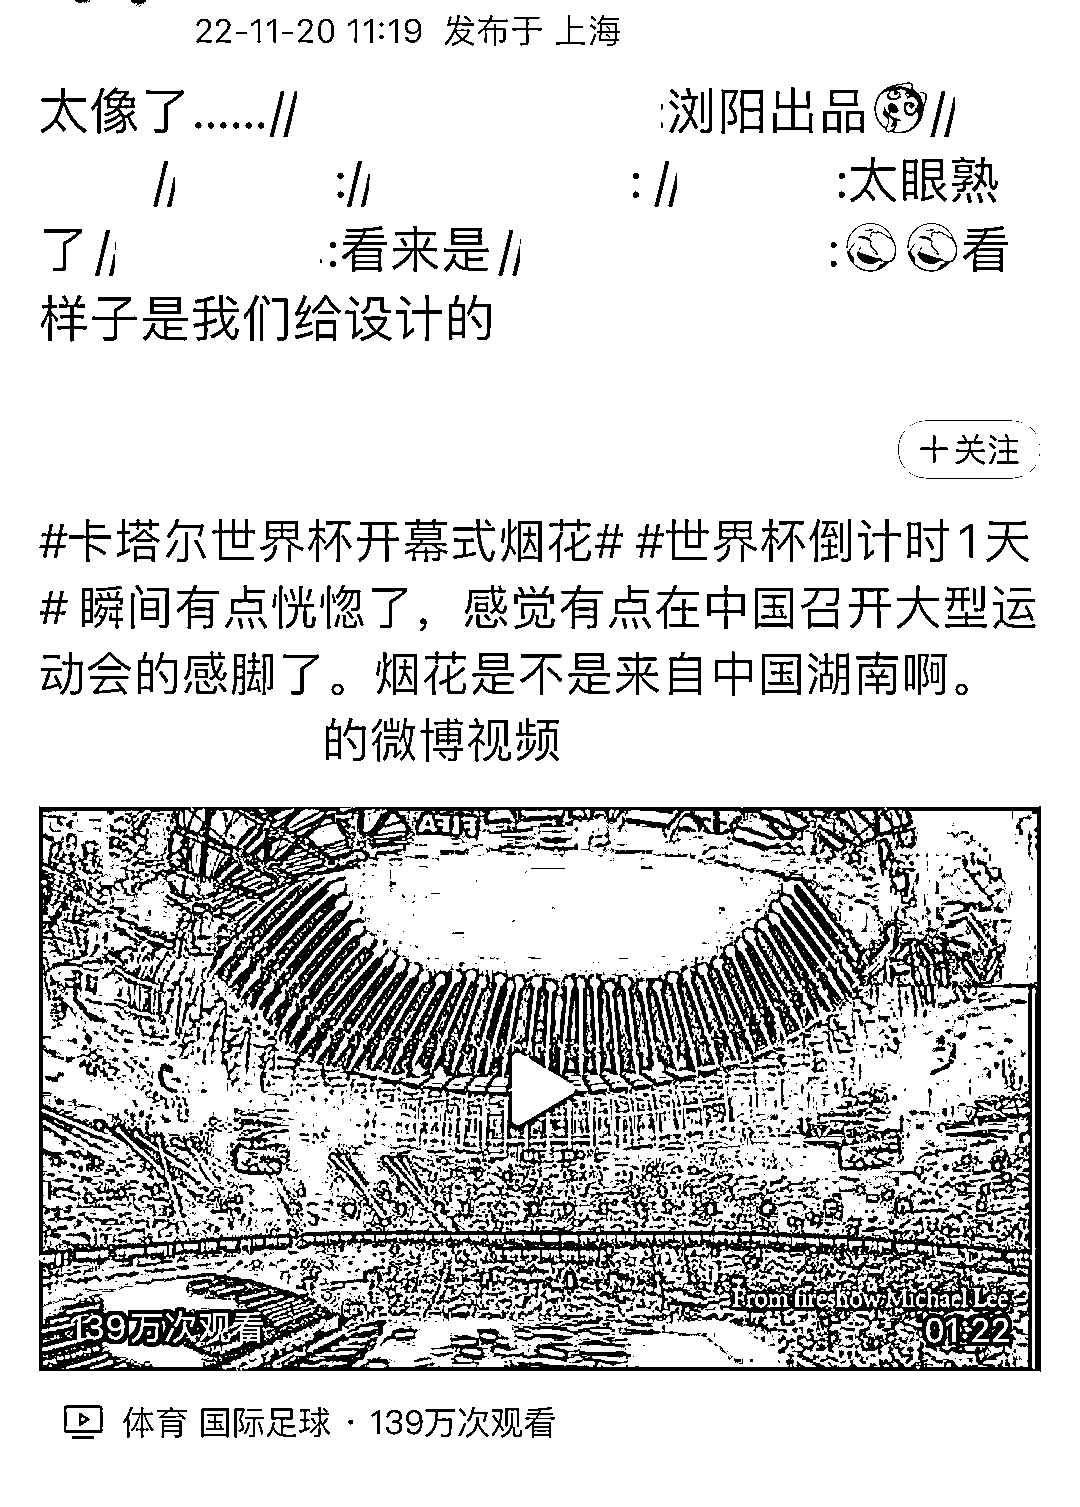 22-11-20 11:19 发布于 上海
太像了......// :浏阳出品//
// :// : // :太眼熟
了// :看来是// :看
样子是我们给设计的
+关注
#卡塔尔世界杯开幕式烟花# #世界杯倒计时1天
# 瞬间有点恍惚了，感觉有点在中国召开大型运
动会的感脚了。烟花是不是来自中国湖南啊。
的微博视频
From fire how Michael Lee
139万次观看 01:22
体育 国际足球 · 139万次观看